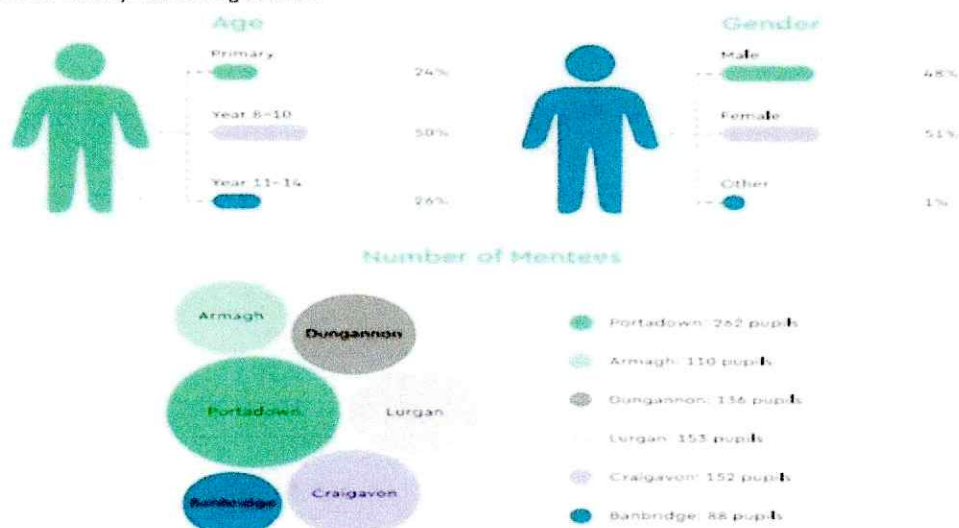 Age
Primary
24%
Year 8-10
50%
Year 11-14
26%
Gender
Male
48%
Female
51%
Other
1%
Number of Mentees
Armagh
Dungannon
Portadown
Lurgan
Craigavon
Banbridge
Portadown: 262 pupils
Armagh: 110 pupils
Dungannon: 136 pupils
Lurgan: 153 pupils
Craigavon: 152 pupils
Banbridge: 88 pupils